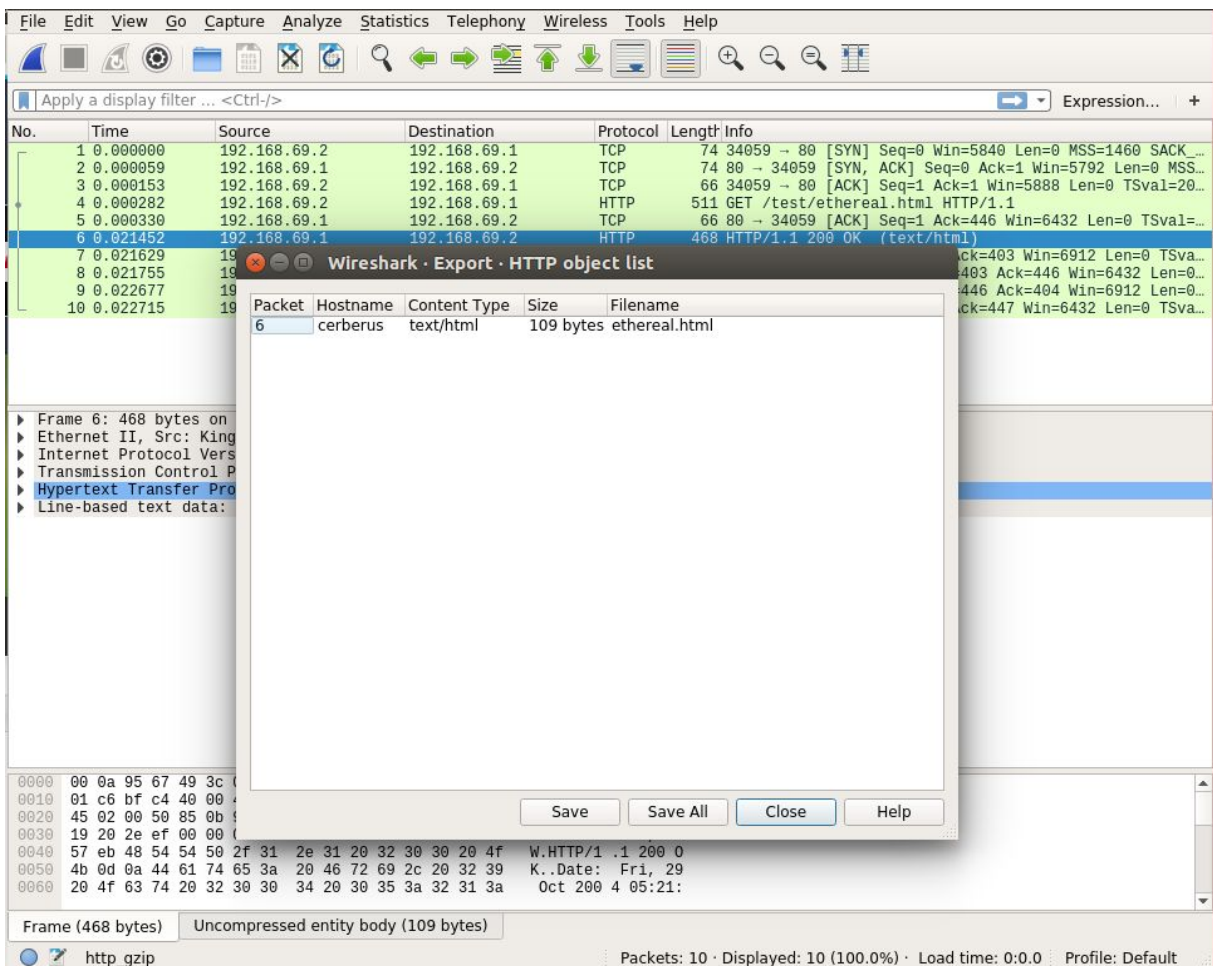 File Edit View Go Capture Analyze Statistics Telephony Wireless Tools Help
Apply a display filter ... <Ctrl-/> Expression... +
No. Time Source Destination Protocol Length Info
1 0.000000 192.168.69.2 192.168.69.1 TCP 74 34059 → 80 [SYN] Seq=0 Win=5840 Len=0 MSS=1460 SACK_…
2 0.000059 192.168.69.1 192.168.69.2 TCP 74 80 → 34059 [SYN, ACK] Seq=0 Ack=1 Win=5792 Len=0 MSS…
3 0.000153 192.168.69.2 192.168.69.1 TCP 66 34059 → 80 [ACK] Seq=1 Ack=1 Win=5888 Len=0 TSval=20…
4 0.000282 192.168.69.2 192.168.69.1 HTTP 511 GET /test/ethereal.html HTTP/1.1
5 0.000330 192.168.69.1 192.168.69.2 TCP 66 80 → 34059 [ACK] Seq=1 Ack=446 Win=6432 Len=0 TSval=…
6 0.021452 192.168.69.1 192.168.69.2 HTTP 468 HTTP/1.1 200 OK (text/html)
7 0.021629 19 ck=403 Win=6912 Len=0 TSva…
8 0.021755 19 403 Ack=446 Win=6432 Len=0…
9 0.022677 19 446 Ack=404 Win=6912 Len=0…
10 0.022715 19 ck=447 Win=6432 Len=0 TSva…
Wireshark · Export · HTTP object list
Packet Hostname Content Type Size Filename
6 cerberus text/html 109 bytes ethereal.html
Save Save All Close Help
Frame 6: 468 bytes on
Ethernet II, Src: King
Internet Protocol Vers
Transmission Control P
Hypertext Transfer Pro
Line-based text data:
0000 00 0a 95 67 49 3c
0010 01 c6 bf c4 40 00
0020 45 02 00 50 85 0b
0030 19 20 2e ef 00 00
0040 57 eb 48 54 54 50 2f 31 2e 31 20 32 30 30 20 4f W.HTTP/1 .1 200 O
0050 4b 0d 0a 44 61 74 65 3a 20 46 72 69 2c 20 32 39 K..Date: Fri, 29
0060 20 4f 63 74 20 32 30 30 34 20 30 35 3a 32 31 3a Oct 200 4 05:21:
Frame (468 bytes) Uncompressed entity body (109 bytes)
http_gzip Packets: 10 · Displayed: 10 (100.0%) · Load time: 0:0.0 Profile: Default